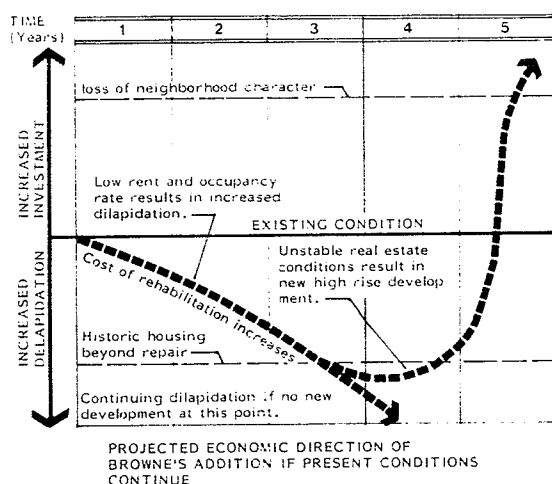 TIME
(Years)
1 2 3 4 5
loss of neighborhood character
INCREASED
INVESTMENT
Low rent and occupancy
rate results in increased
dilapidation.
EXISTING CONDITION
Cost of rehabilitation increases
Unstable real estate
conditions result in
new high rise develop
ment.
INCREASED
DELAPIDATION
Historic housing
beyond repair
Continuing dilapidation if no new
development at this point.
PROJECTED ECONOMIC DIRECTION OF
BROWNE'S ADDITION IF PRESENT CONDITIONS
CONTINUE